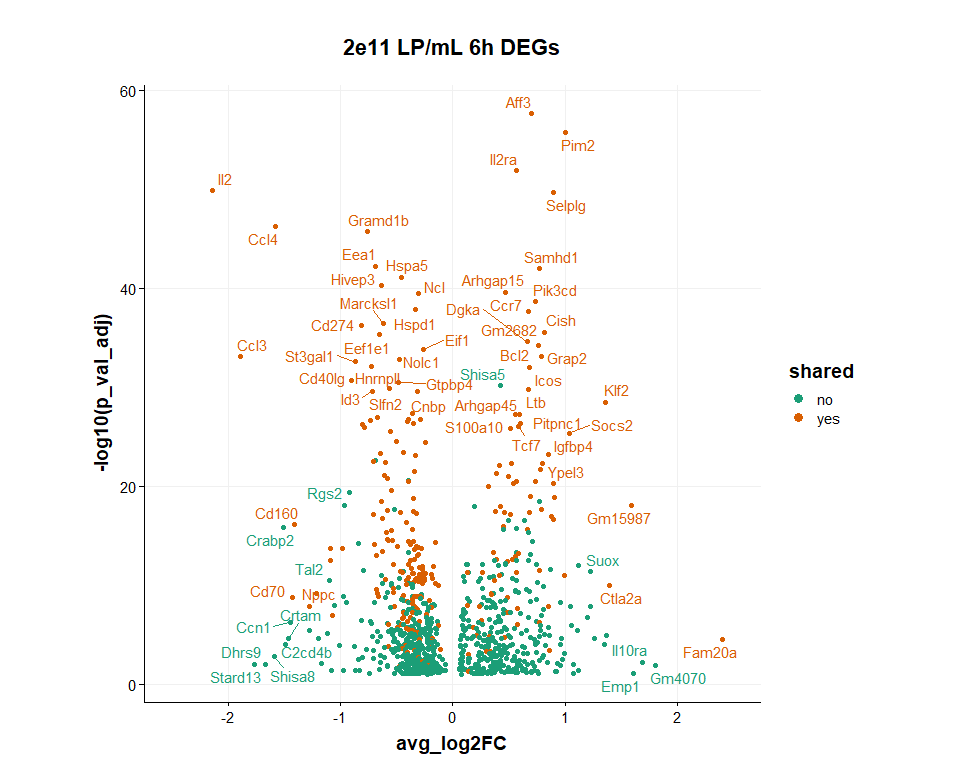 2e11 LP/mL 6h DEGs
60
Aff3
Pim2
Il2ra
Il2
Selplg
Gramd1b
Ccl4
Eea1
Hspa5
Samhd1
Hivep3
Ncl
Arhgap15
Pik3cd
40
Marcksl1
Dgka
Ccr7
Cish
Cd274
Hspd1
Gm2682
Ccl3
Eif1
St3gal1
Eef1e1
Nolc1
Bcl2
Grap2
Cd40lg
Hnrnpll
Gtpbp4
Shisa5
Icos
Klf2
Id3
Slfn2
Cnbp
Arhgap45
Ltb
S100a10
Pitpnc1
Socs2
Tcf7
Igfbp4
Ypel3
20
Rgs2
Cd160
Gm15987
Crabp2
Tal2
Suox
Cd70
Nppc
Ctla2a
Crtam
Ccn1
Dhrs9
C2cd4b
Il10ra
Fam20a
Stard13
Shisa8
Emp1
Gm4070
0
-2
-1
0
1
2
avg_log2FC
-log10(p_val_adj)
shared
no
yes